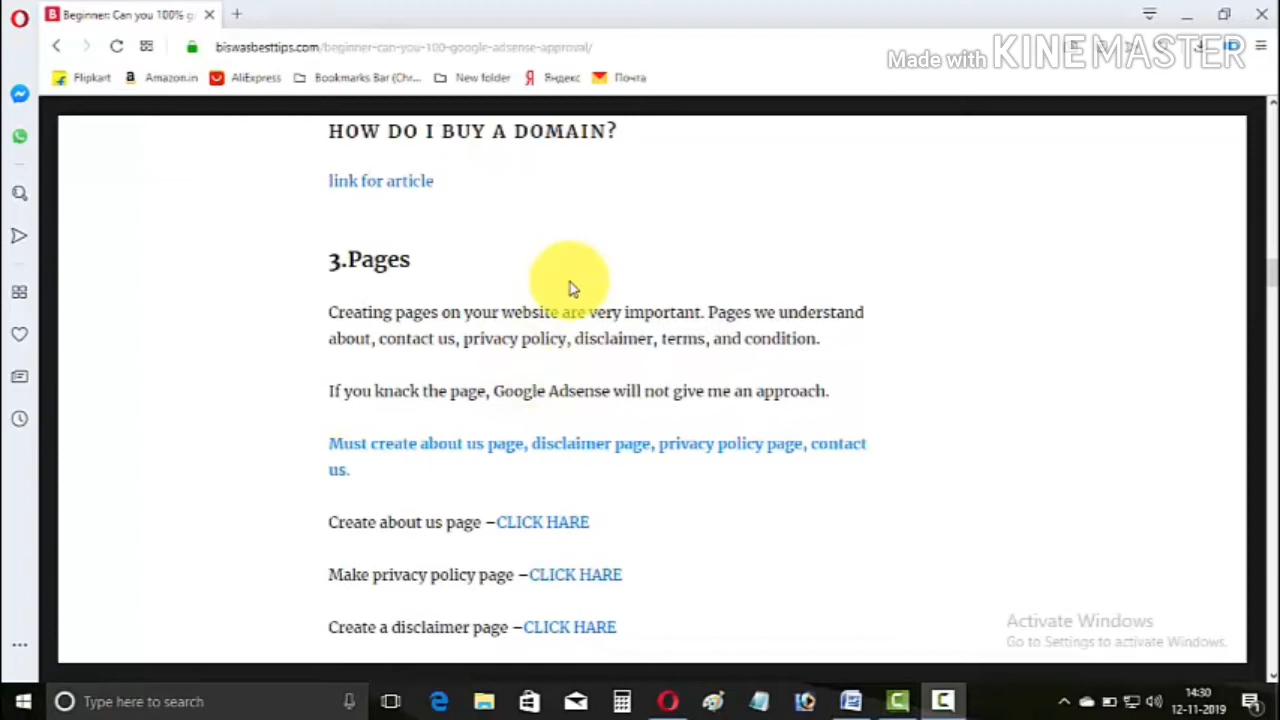 Beginner: Can you 100% g
biswasbesttips.com/beginner-can-you-100-google-adsense-approval/
Made with KINEMASTER
Flipkart
Amazon.in
AliExpress
Bookmarks Bar (Chr...
New folder
Яндекс
Почта
HOW DO I BUY A DOMAIN?
link for article
3.Pages
Creating pages on your website are very important. Pages we understand
about, contact us, privacy policy, disclaimer, terms, and condition.
If you knack the page, Google Adsense will not give me an approach.
Must create about us page, disclaimer page, privacy policy page, contact
us.
Create about us page –CLICK HARE
Make privacy policy page –CLICK HARE
Create a disclaimer page –CLICK HARE
Activate Windows
Go to Settings to activate Windows.
Type here to search
14:30
12-11-2019